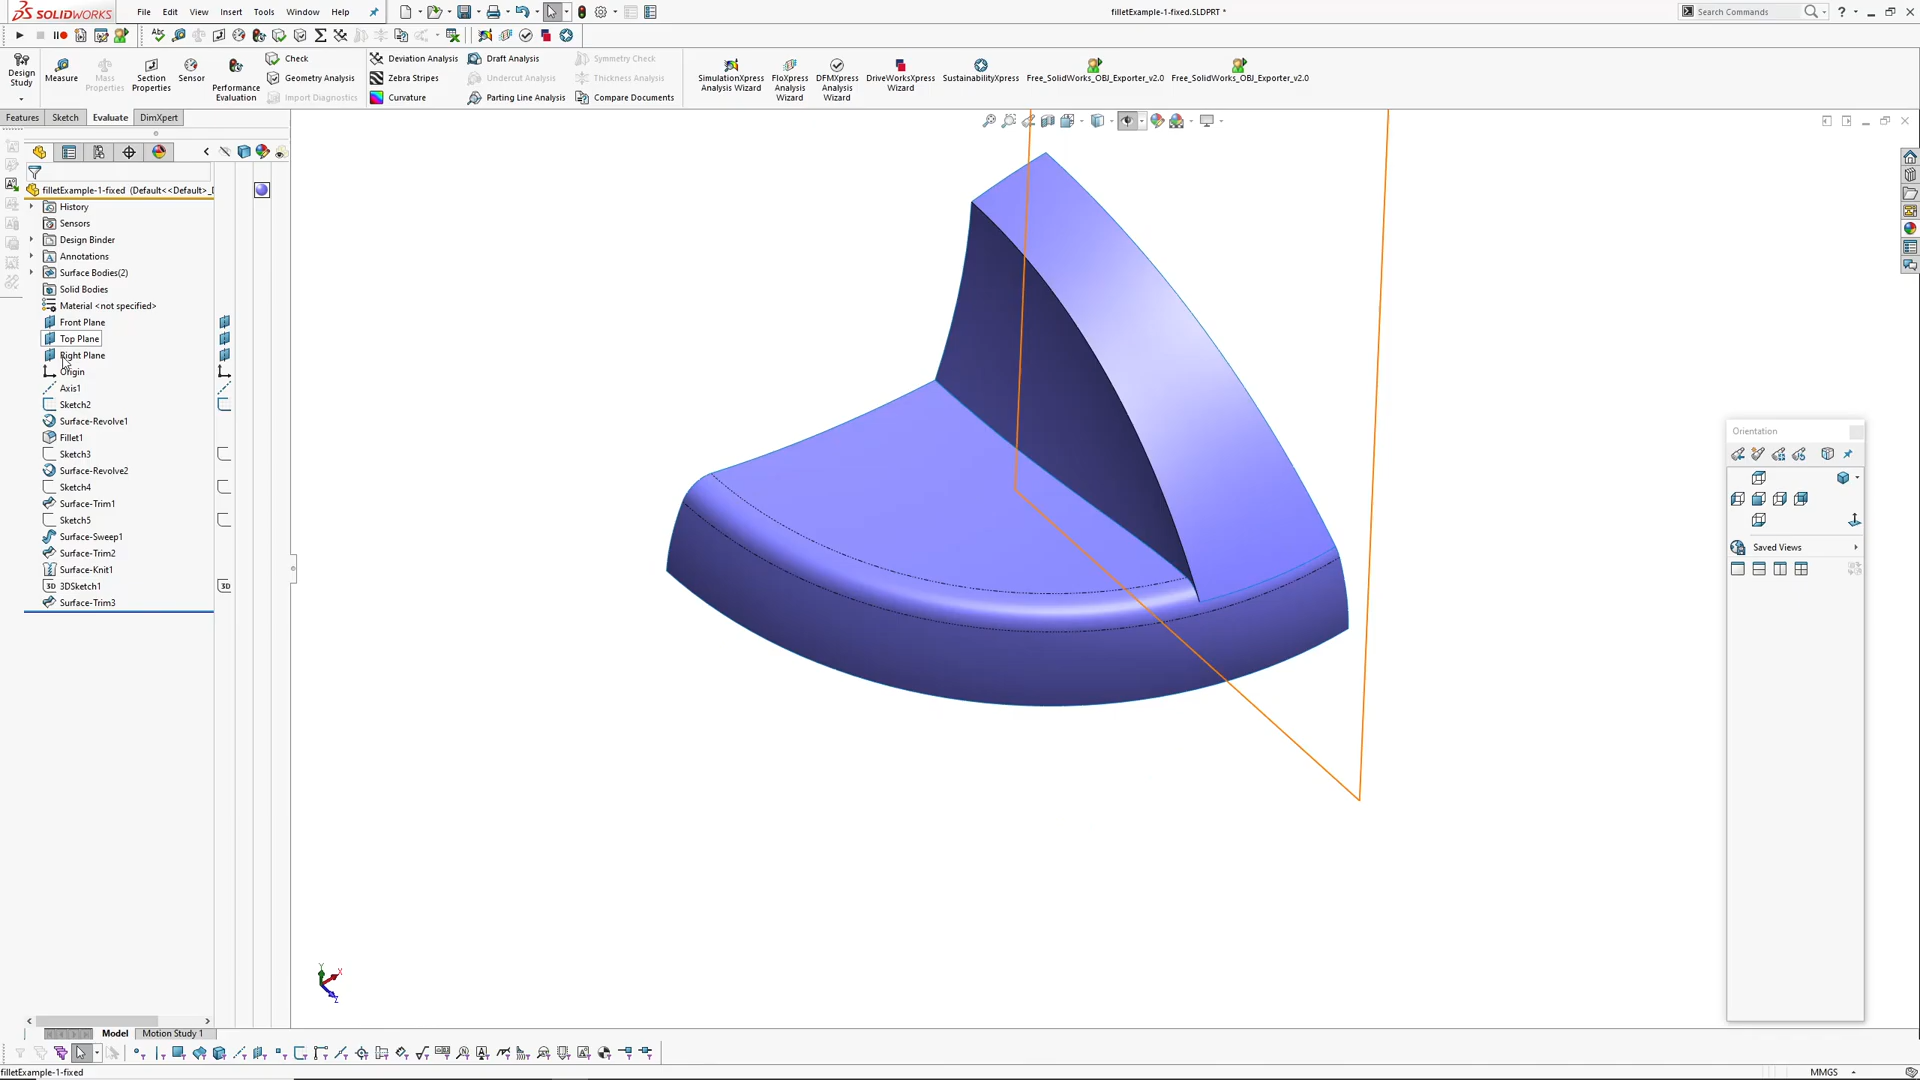 SOLIDWORKS File Edit View Insert Tools Window Help
filletExample-1-fixed.SLDPRT *
Search Commands
Design Study
Measure
Mass Properties
Section Properties
Sensor
Performance Evaluation
Check
Geometry Analysis
Import Diagnostics
Deviation Analysis
Zebra Stripes
Curvature
Draft Analysis
Undercut Analysis
Parting Line Analysis
Symmetry Check
Thickness Analysis
Compare Documents
SimulationXpress Analysis Wizard
FloXpress Analysis Wizard
DFMXpress Analysis Wizard
DriveWorksXpress Wizard
SustainabilityXpress
Free_SolidWorks_OBJ_Exporter_v2.0
Free_SolidWorks_OBJ_Exporter_v2.0
Features Sketch Evaluate DimXpert
filletExample-1-fixed (Default<<Default>_
History
Sensors
Design Binder
Annotations
Surface Bodies(2)
Solid Bodies
Material <not specified>
Front Plane
Top Plane
Right Plane
Origin
Axis1
Sketch2
Surface-Revolve1
Fillet1
Sketch3
Surface-Revolve2
Sketch4
Surface-Trim1
Sketch5
Surface-Sweep1
Surface-Trim2
Surface-Knit1
3DSketch1
Surface-Trim3
Orientation
Saved Views
Model Motion Study 1
filletExample-1-fixed
MMGS